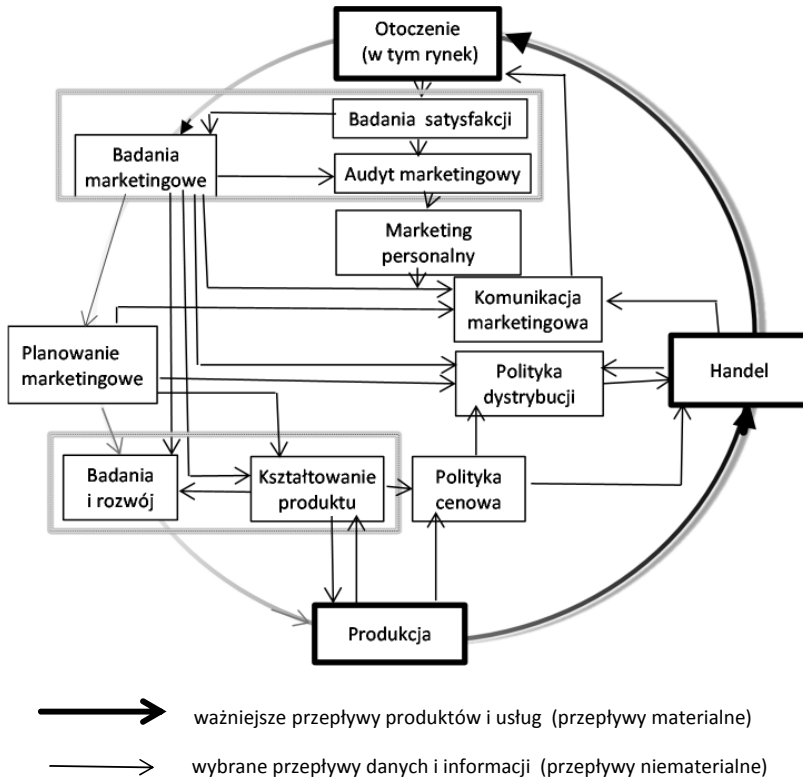 Otoczenie
(w tym rynek)
Badania satysfakcji
Badania
marketingowe
Audyt marketingowy
Marketing
personalny
Komunikacja
marketingowa
Planowanie
marketingowe
Polityka
dystrybucji
Handel
Badania
i rozwój
Kształtowanie
produktu
Polityka
cenowa
Produkcja
ważniejsze przepływy produktów i usług (przepływy materialne)
wybrane przepływy danych i informacji (przepływy niematerialne)